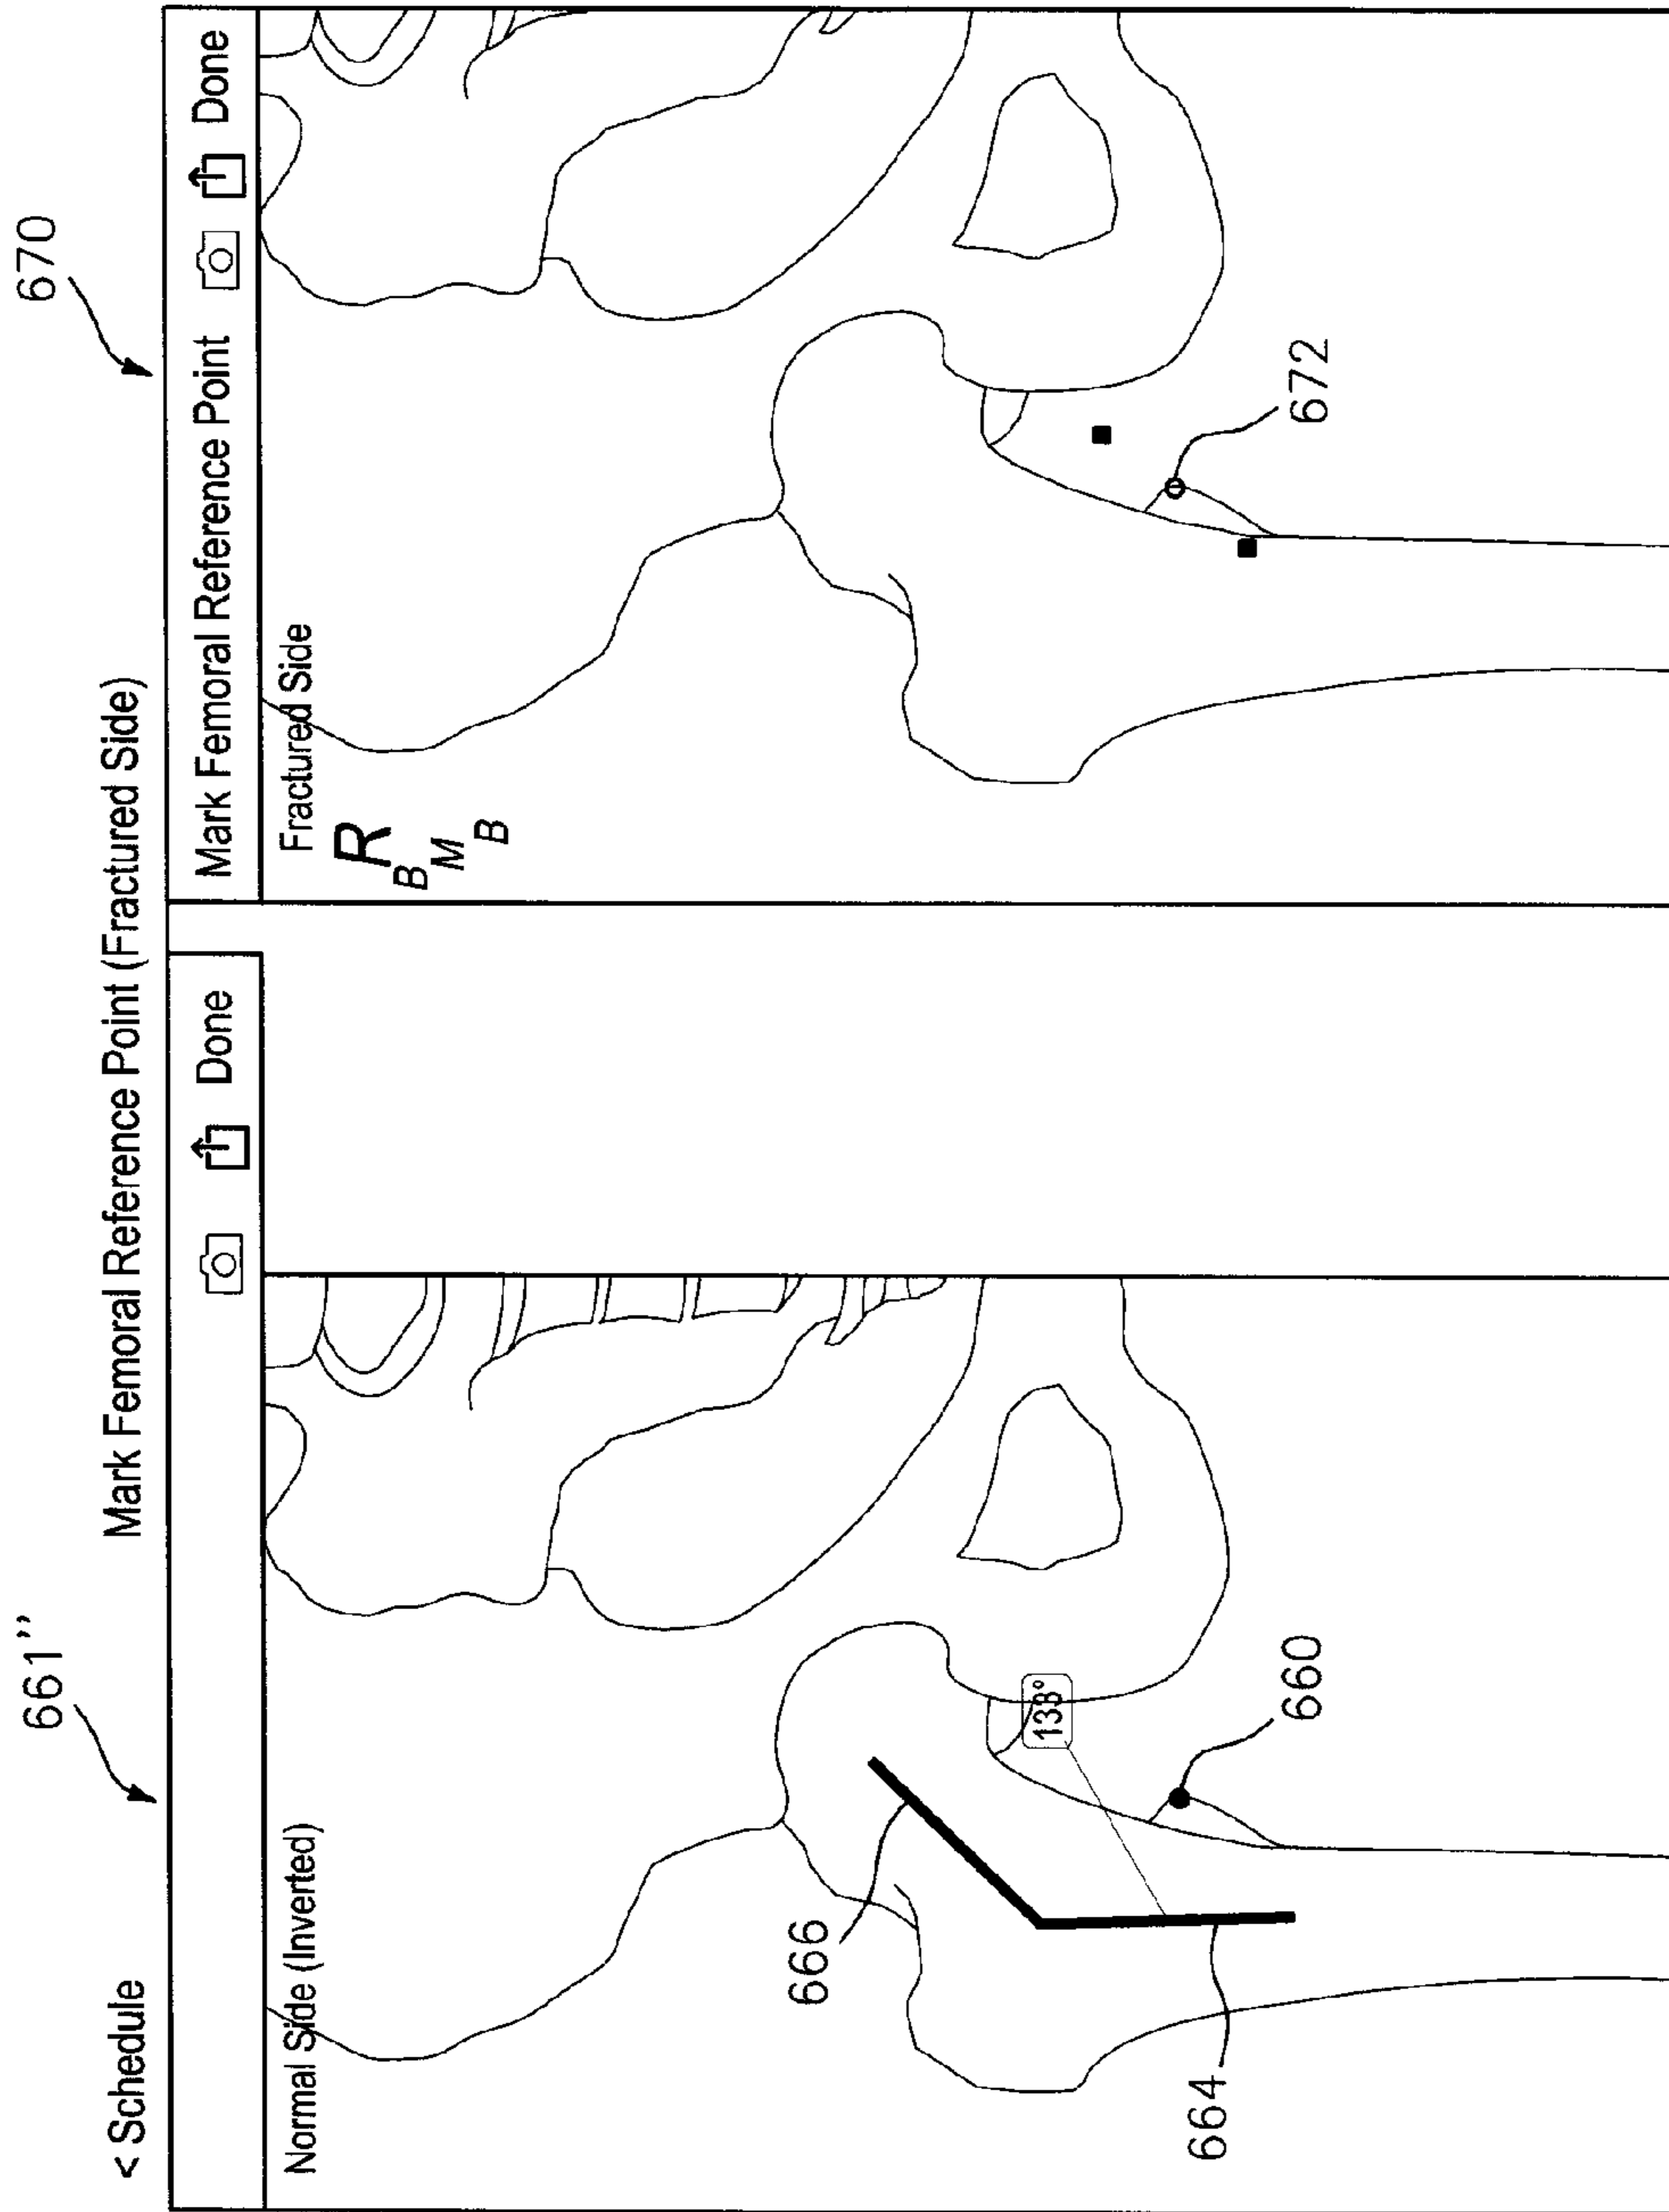 661’’
670
< Schedule
Mark Femoral Reference Point (Fractured Side)
Done
Mark Femoral Reference Point
Done
Normal Side (Inverted)
Fractured Side
R
B
M
B
666
133°
664
660
672